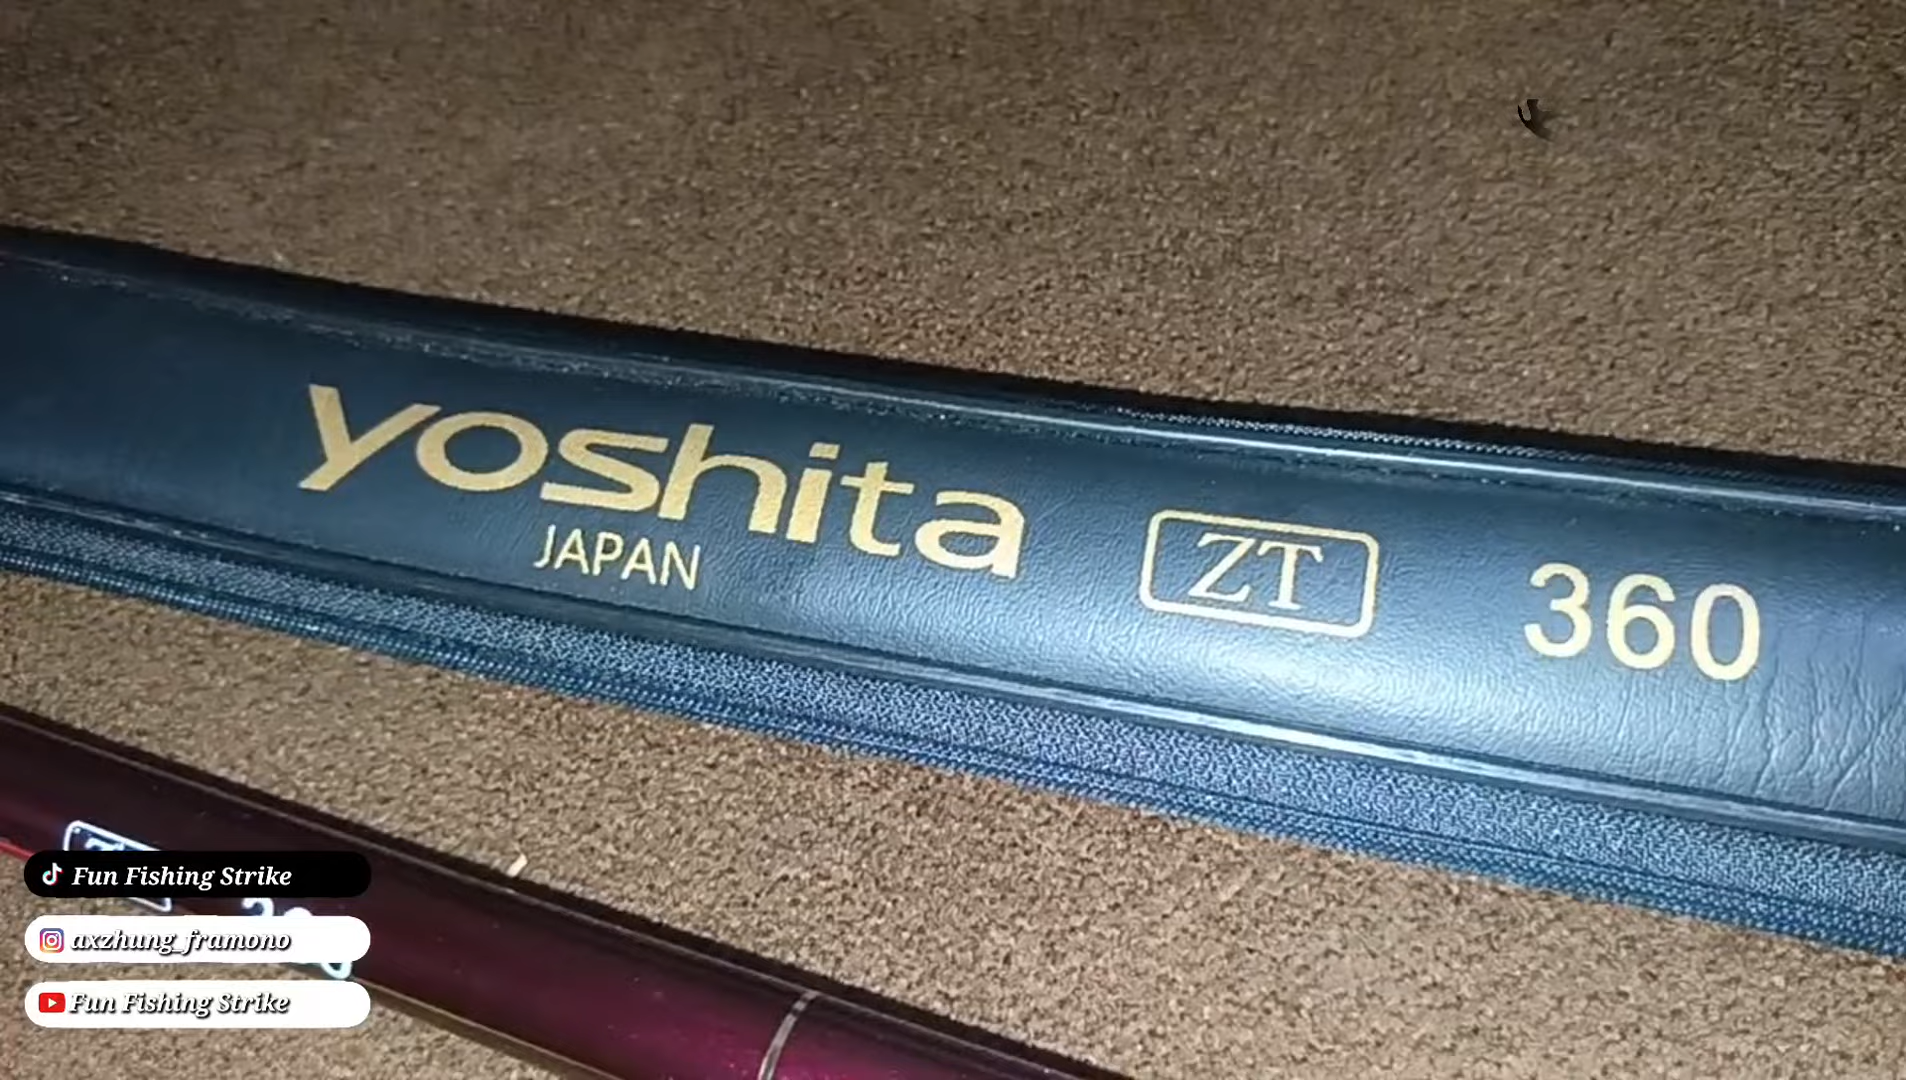 yoshita
JAPAN
ZT
360
Fun Fishing Strike
axzhung_framono
Fun Fishing Strike